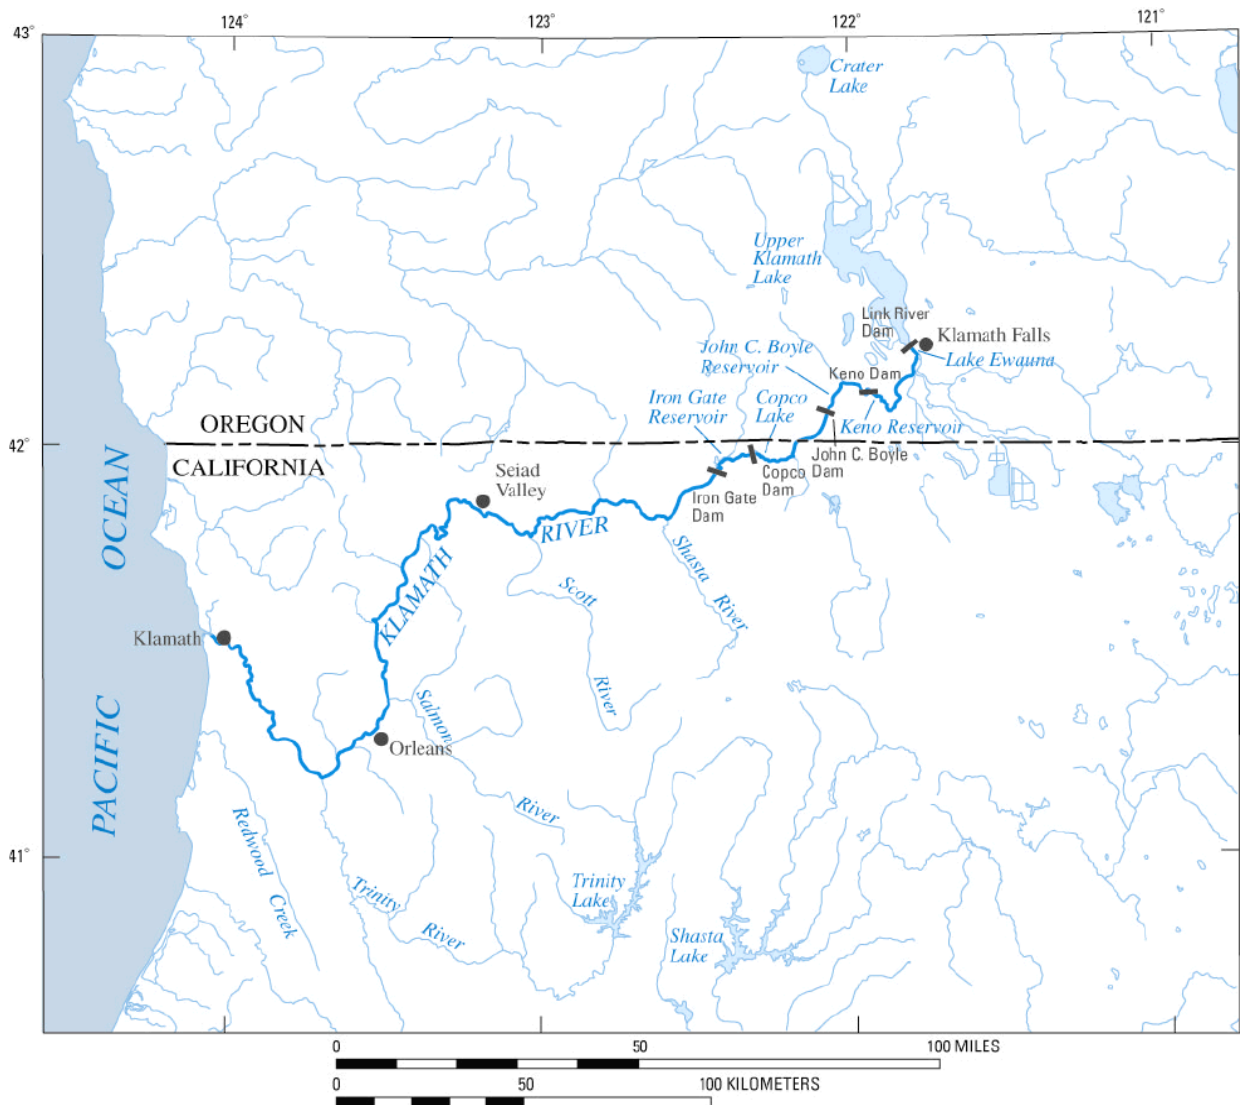 124°
123°
122°
121°
43°
Crater
Lake
Upper
Klamath
Lake
Link River
Dam
Klamath Falls
Lake Ewauna
John C. Boyle
Reservoir
Keno Dam
Iron Gate
Reservoir
Copco
Lake
Keno Reservoir
OREGON
42°
CALIFORNIA
John C. Boyle
Dam
Copco
Dam
Iron Gate
Dam
Seiad
Valley
PACIFIC OCEAN
KLAMATH RIVER
Shasta River
Scott River
Klamath
Salmon River
Orleans
Redwood Creek
41°
Trinity River
Trinity
Lake
Shasta
Lake
0 50 100 MILES
0 50 100 KILOMETERS